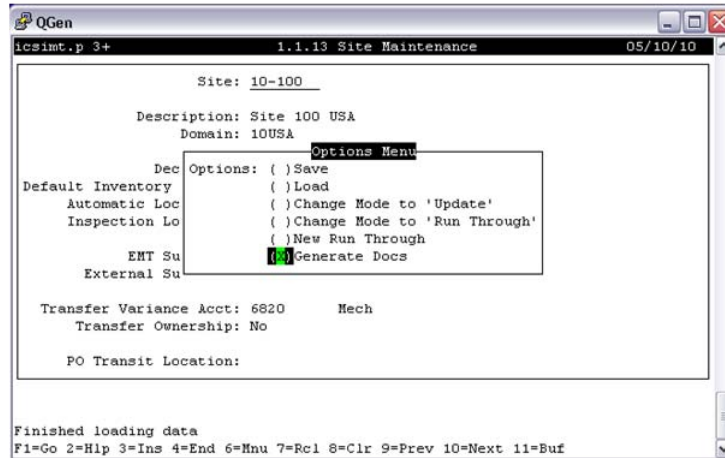 QGen
icsimt.p 3+ 1.1.13 Site Maintenance 05/10/10
Site: 10-100
Description: Site 100 USA
Domain: 10USA
Options Menu
Dec Options: ( )Save
Default Inventory ( )Load
Automatic Loc ( )Change Mode to 'Update'
Inspection Lo ( )Change Mode to 'Run Through'
( )New Run Through
EMT Su (X)Generate Docs
External Su
Transfer Variance Acct: 6820 Mech
Transfer Ownership: No
PO Transit Location:
Finished loading data
F1=Go 2=Hlp 3=Ins 4=End 6=Mnu 7=Rcl 8=Clr 9=Prev 10=Next 11=Buf